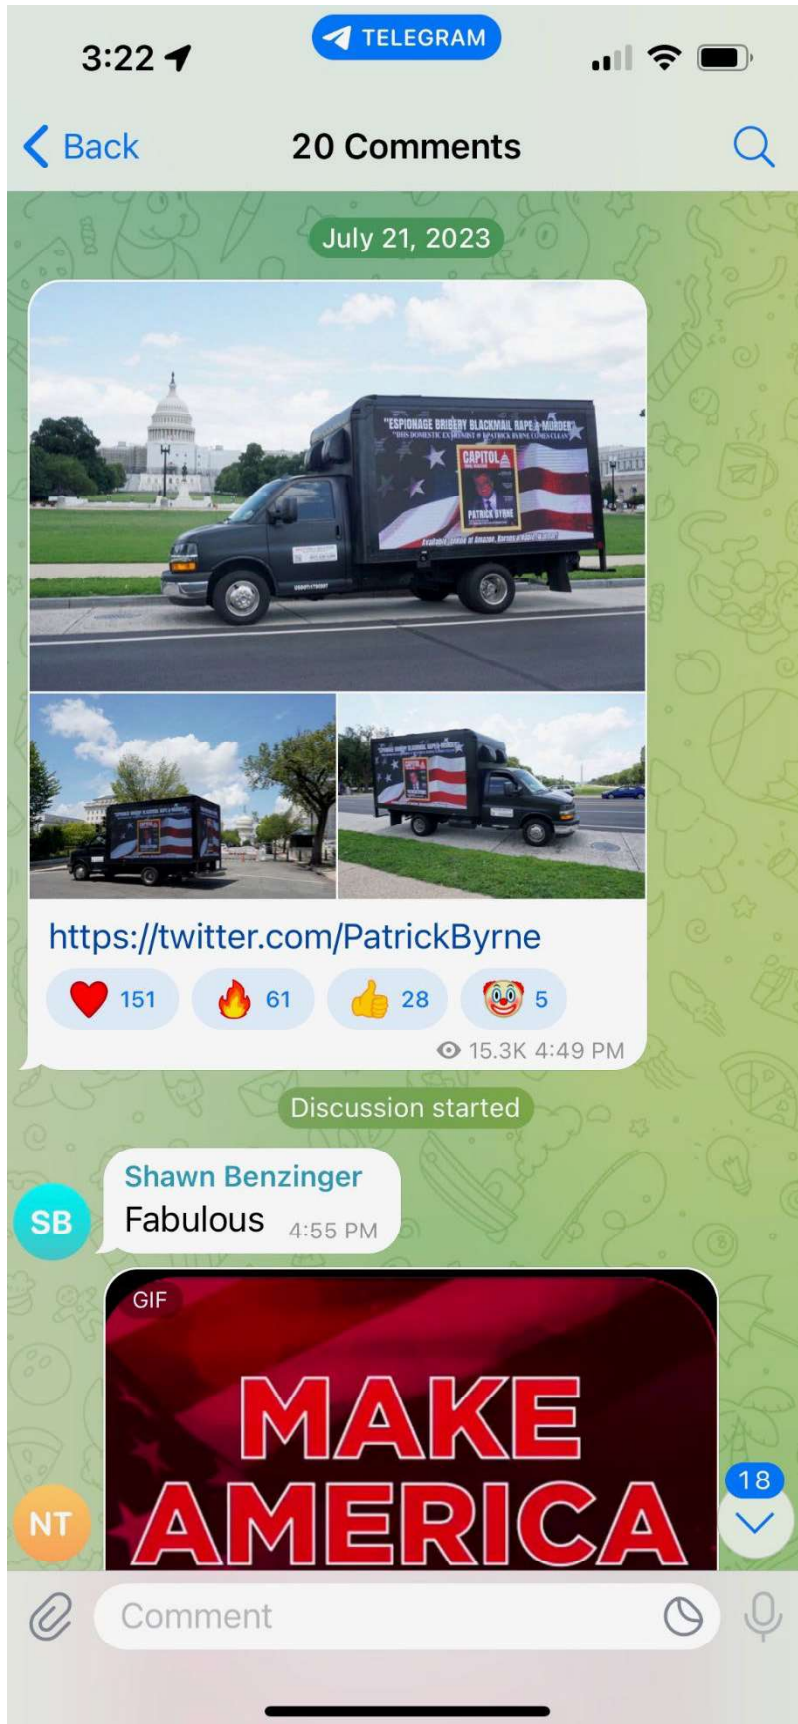 3:22
TELEGRAM
Back
20 Comments
July 21, 2023
"ESPIONAGE BRIBERY BLACKMAIL RAPE & MURDER"
CAPITOL
PATRICK BYRNE
https://twitter.com/PatrickByrne
151
61
28
5
15.3K 4:49 PM
Discussion started
Shawn Benzinger
SB
Fabulous
4:55 PM
GIF
MAKE
AMERICA
NT
18
Comment